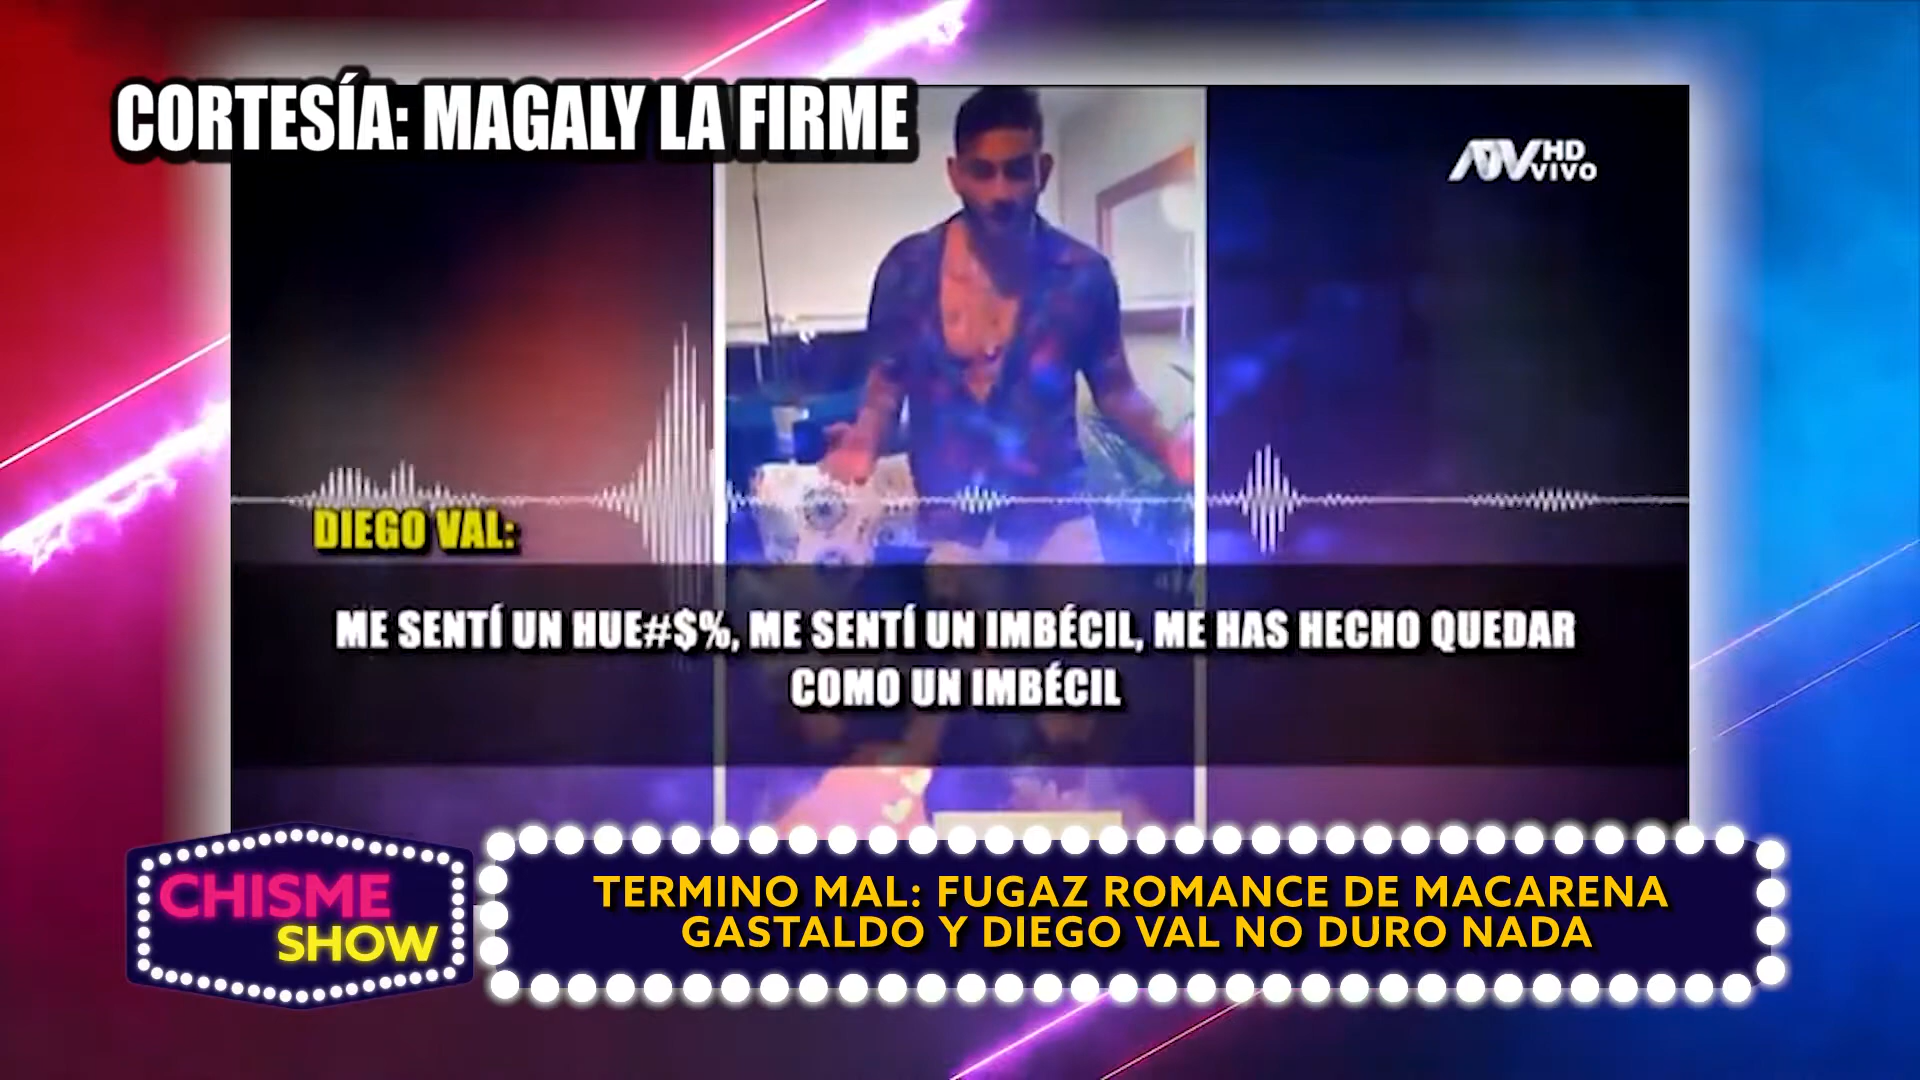 CORTESÍA: MAGALY LA FIRME
ATV HD
VIVO
DIEGO VAL:
ME SENTÍ UN HUE#$%, ME SENTÍ UN IMBÉCIL, ME HAS HECHO QUEDAR
COMO UN IMBÉCIL
CHISME
SHOW
TERMINO MAL: FUGAZ ROMANCE DE MACARENA
GASTALDO Y DIEGO VAL NO DURO NADA